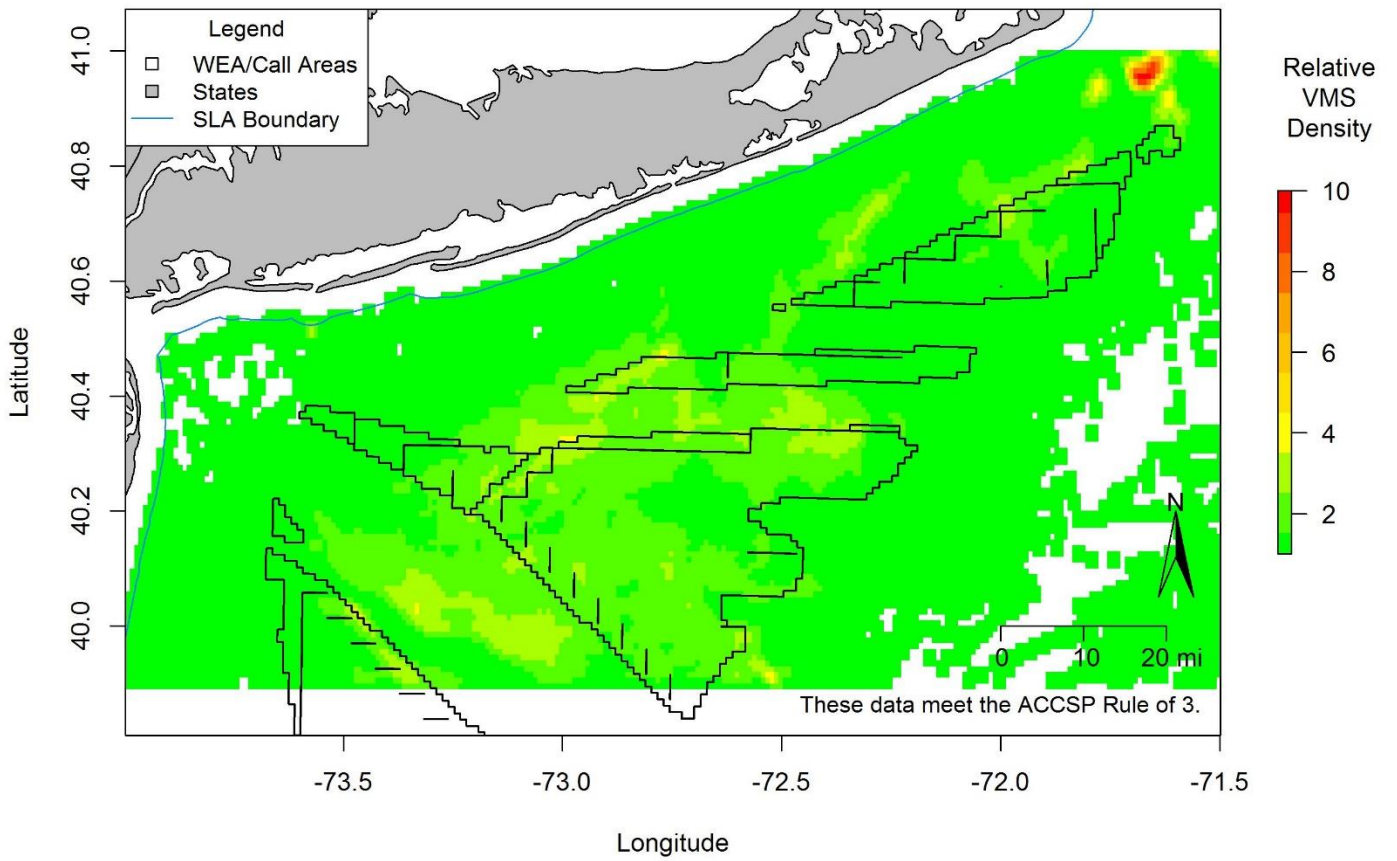 Legend
WEA/Call Areas
States
SLA Boundary
Relative
VMS
Density
10
8
6
4
2
Latitude
41.0
40.8
40.6
40.4
40.2
40.0
N
0 10 20 mi
These data meet the ACCSP Rule of 3.
-73.5 -73.0 -72.5 -72.0 -71.5
Longitude